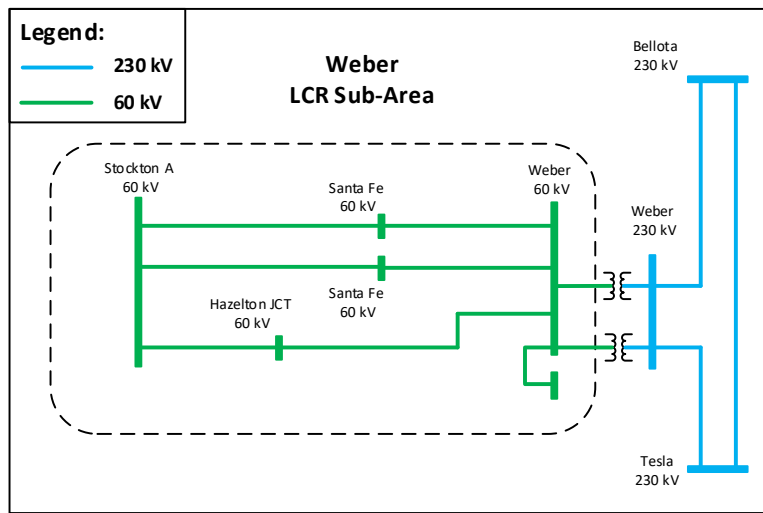 Legend:
230 kV
60 kV
Weber
LCR Sub-Area
Bellota
230 kV
Stockton A
60 kV
Santa Fe
60 kV
Weber
60 kV
Weber
230 kV
Santa Fe
60 kV
Hazelton JCT
60 kV
Tesla
230 kV